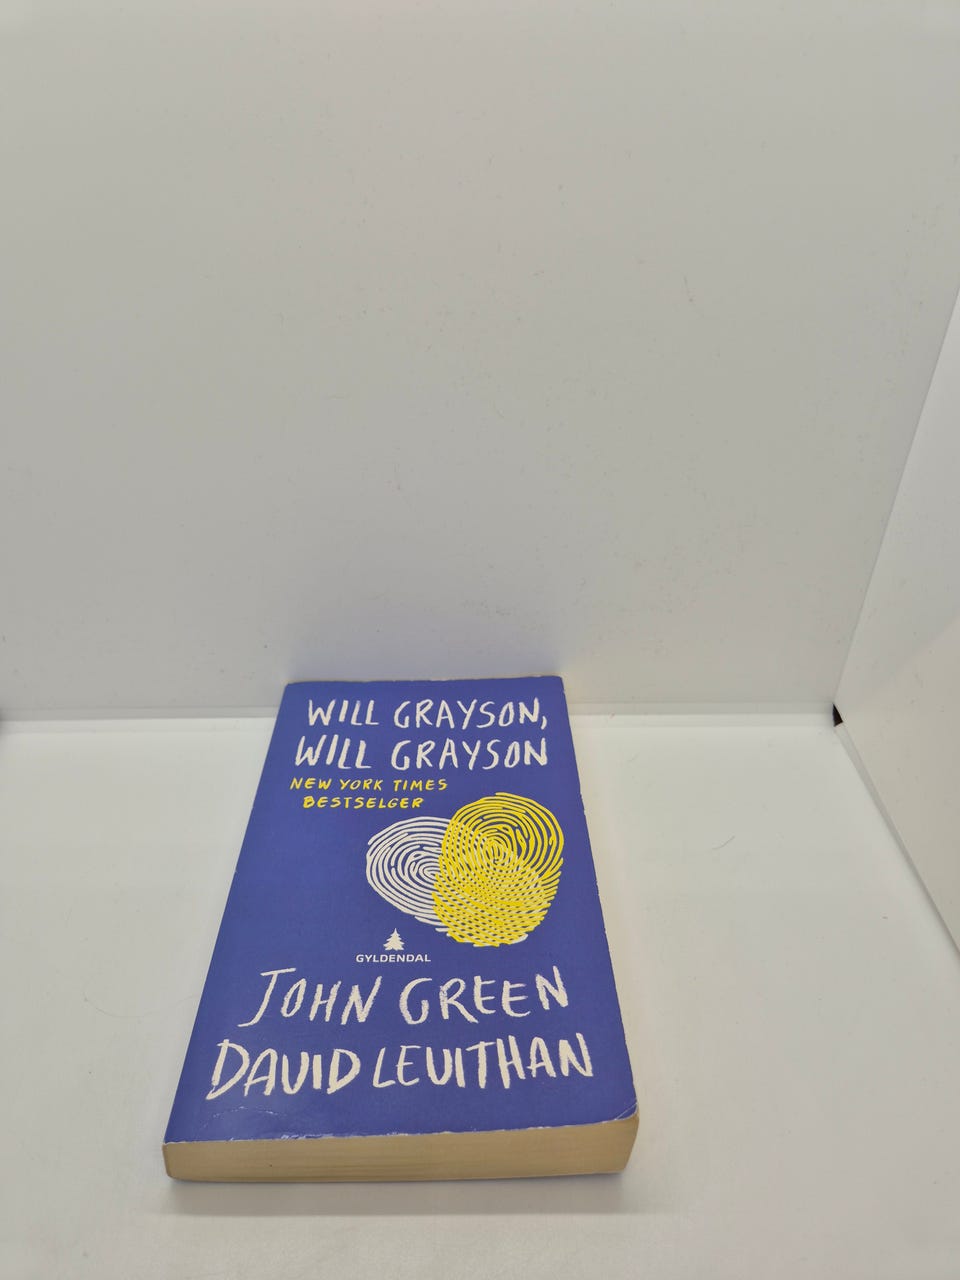 WILL GRAYSON,
WILL GRAYSON
NEW YORK TIMES
BESTSELGER
GYLDENDAL
JOHN GREEN
DAVID LEVITHAN